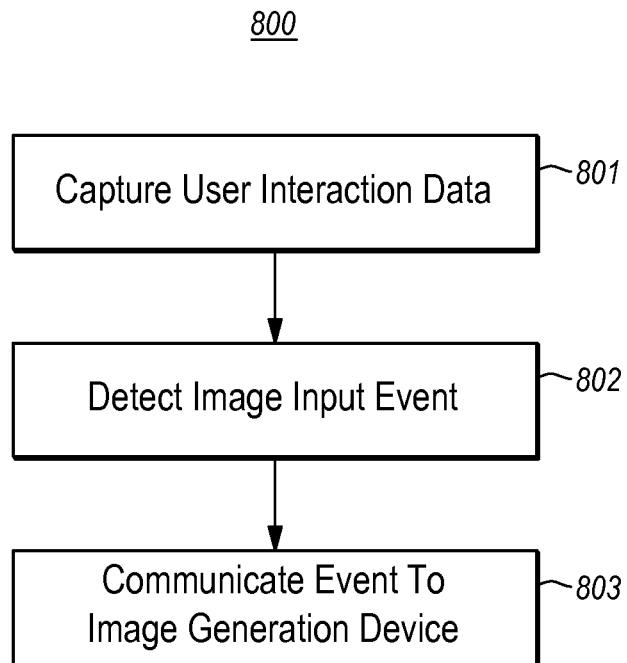 800
Capture User Interaction Data
801
Detect Image Input Event
802
Communicate Event To
Image Generation Device
803